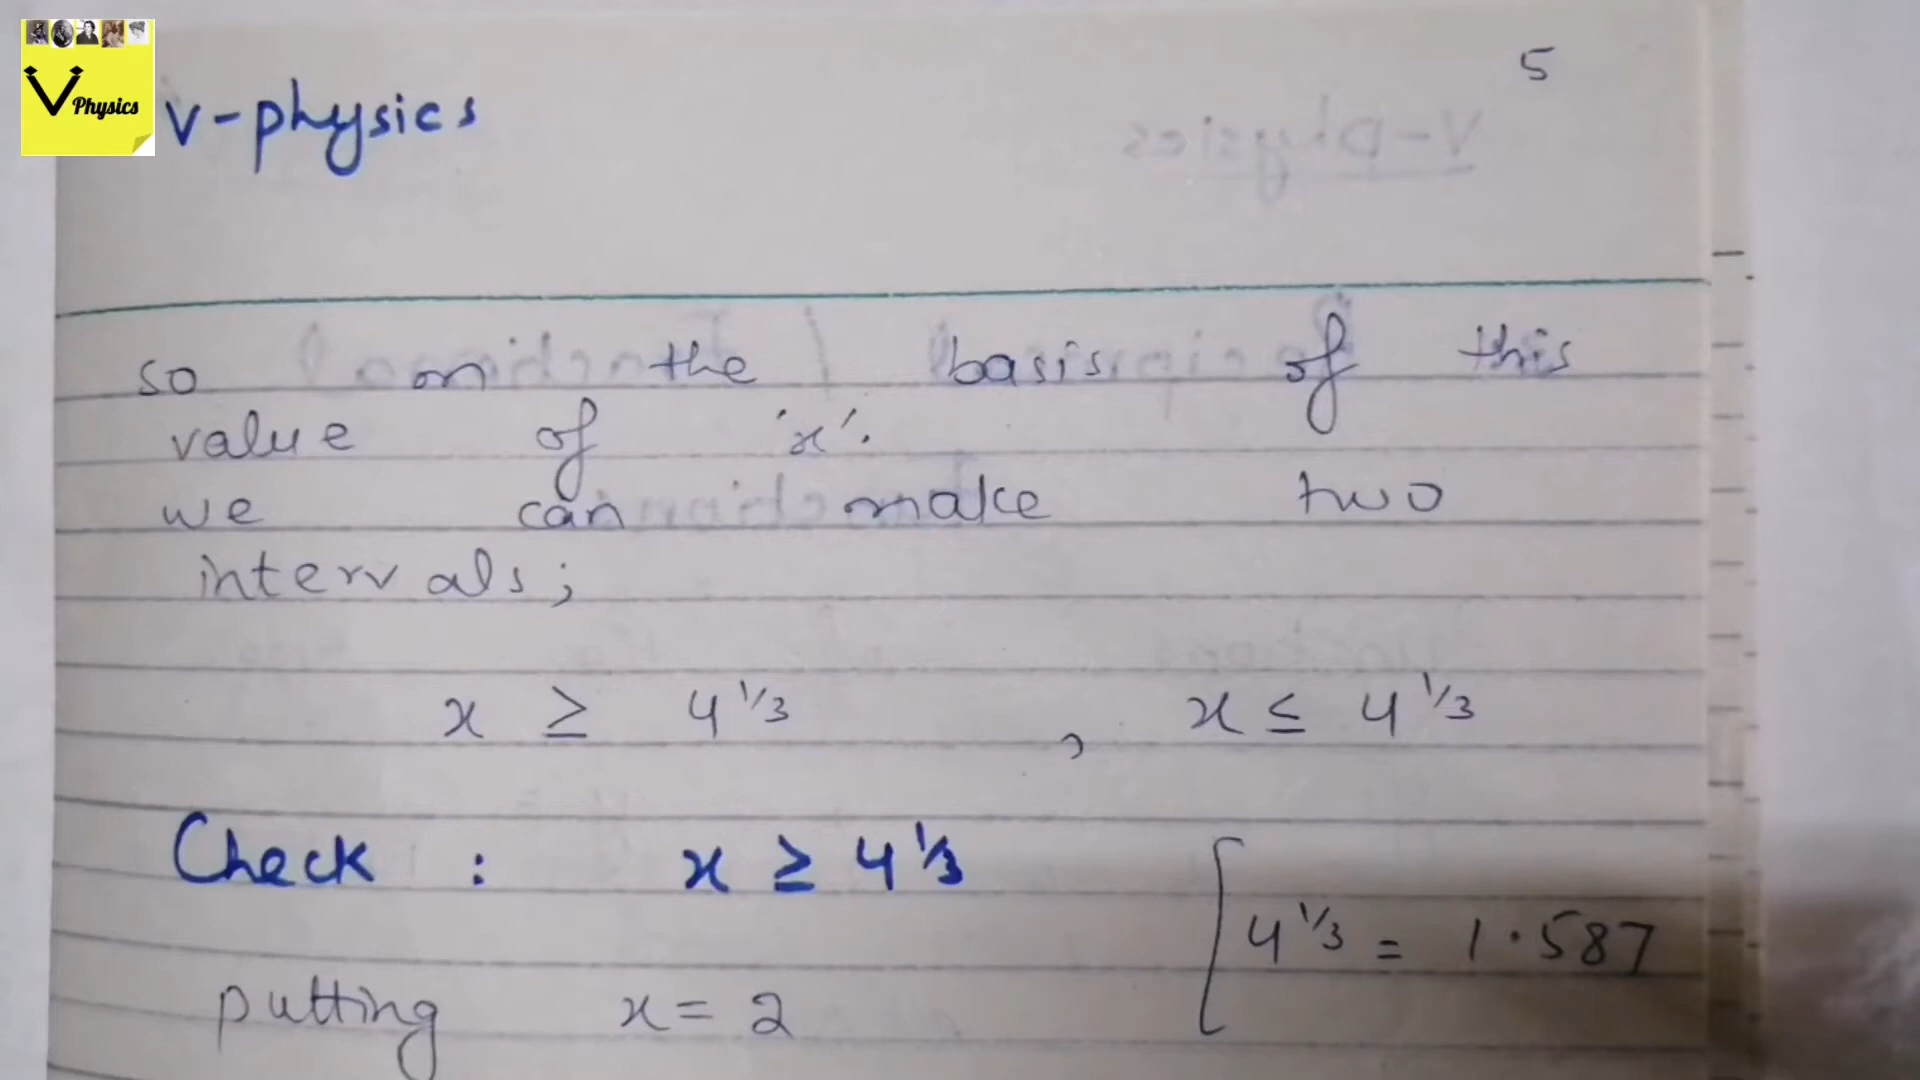 V Physics
v-physics
5
so on the basis of this
value of 'x'.
we can make two
intervals;
x ≥ 4^1/3 , x ≤ 4^1/3
Check : x ≥ 4^1/3
[4^1/3 = 1.587
putting x = 2